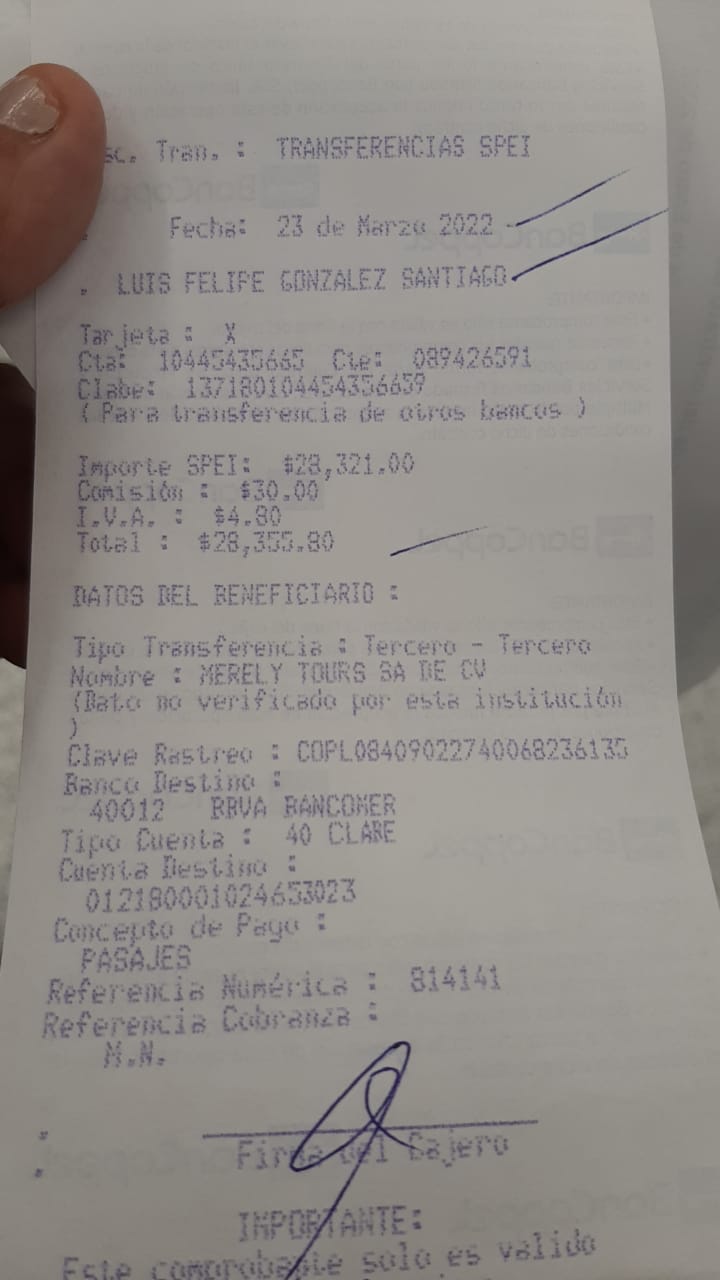 sc. Tran. : TRANSFERENCIAS SPEI
. Fecha: 23 de Marzo 2022
. LUIS FELIPE GONZALEZ SANTIAGO
Tarjeta : X
Cta: 10445435665 Cte: 089426591
Clabe: 137180104454356659
( Para transferencia de otros bancos )
Importe SPEI: $28,321.00
Comisión : $30.00
I.V.A. : $4.80
Total : $28,355.80
DATOS DEL BENEFICIARIO :
Tipo Transferencia : Tercero - Tercero
Nombre : MERELY TOURS SA DE CV
(Dato no verificado por esta institución
)
Clave Rastreo : COPL08409022740068236135
Banco Destino :
40012 BBVA BANCOMER
Tipo Cuenta : 40 CLABE
Cuenta Destino :
012180001024653023
Concepto de Pago :
PASAJES
Referencia Numérica : 814141
Referencia Cobranza :
M.N.
Firma del Cajero
IMPORTANTE:
Este comprobante solo es valido